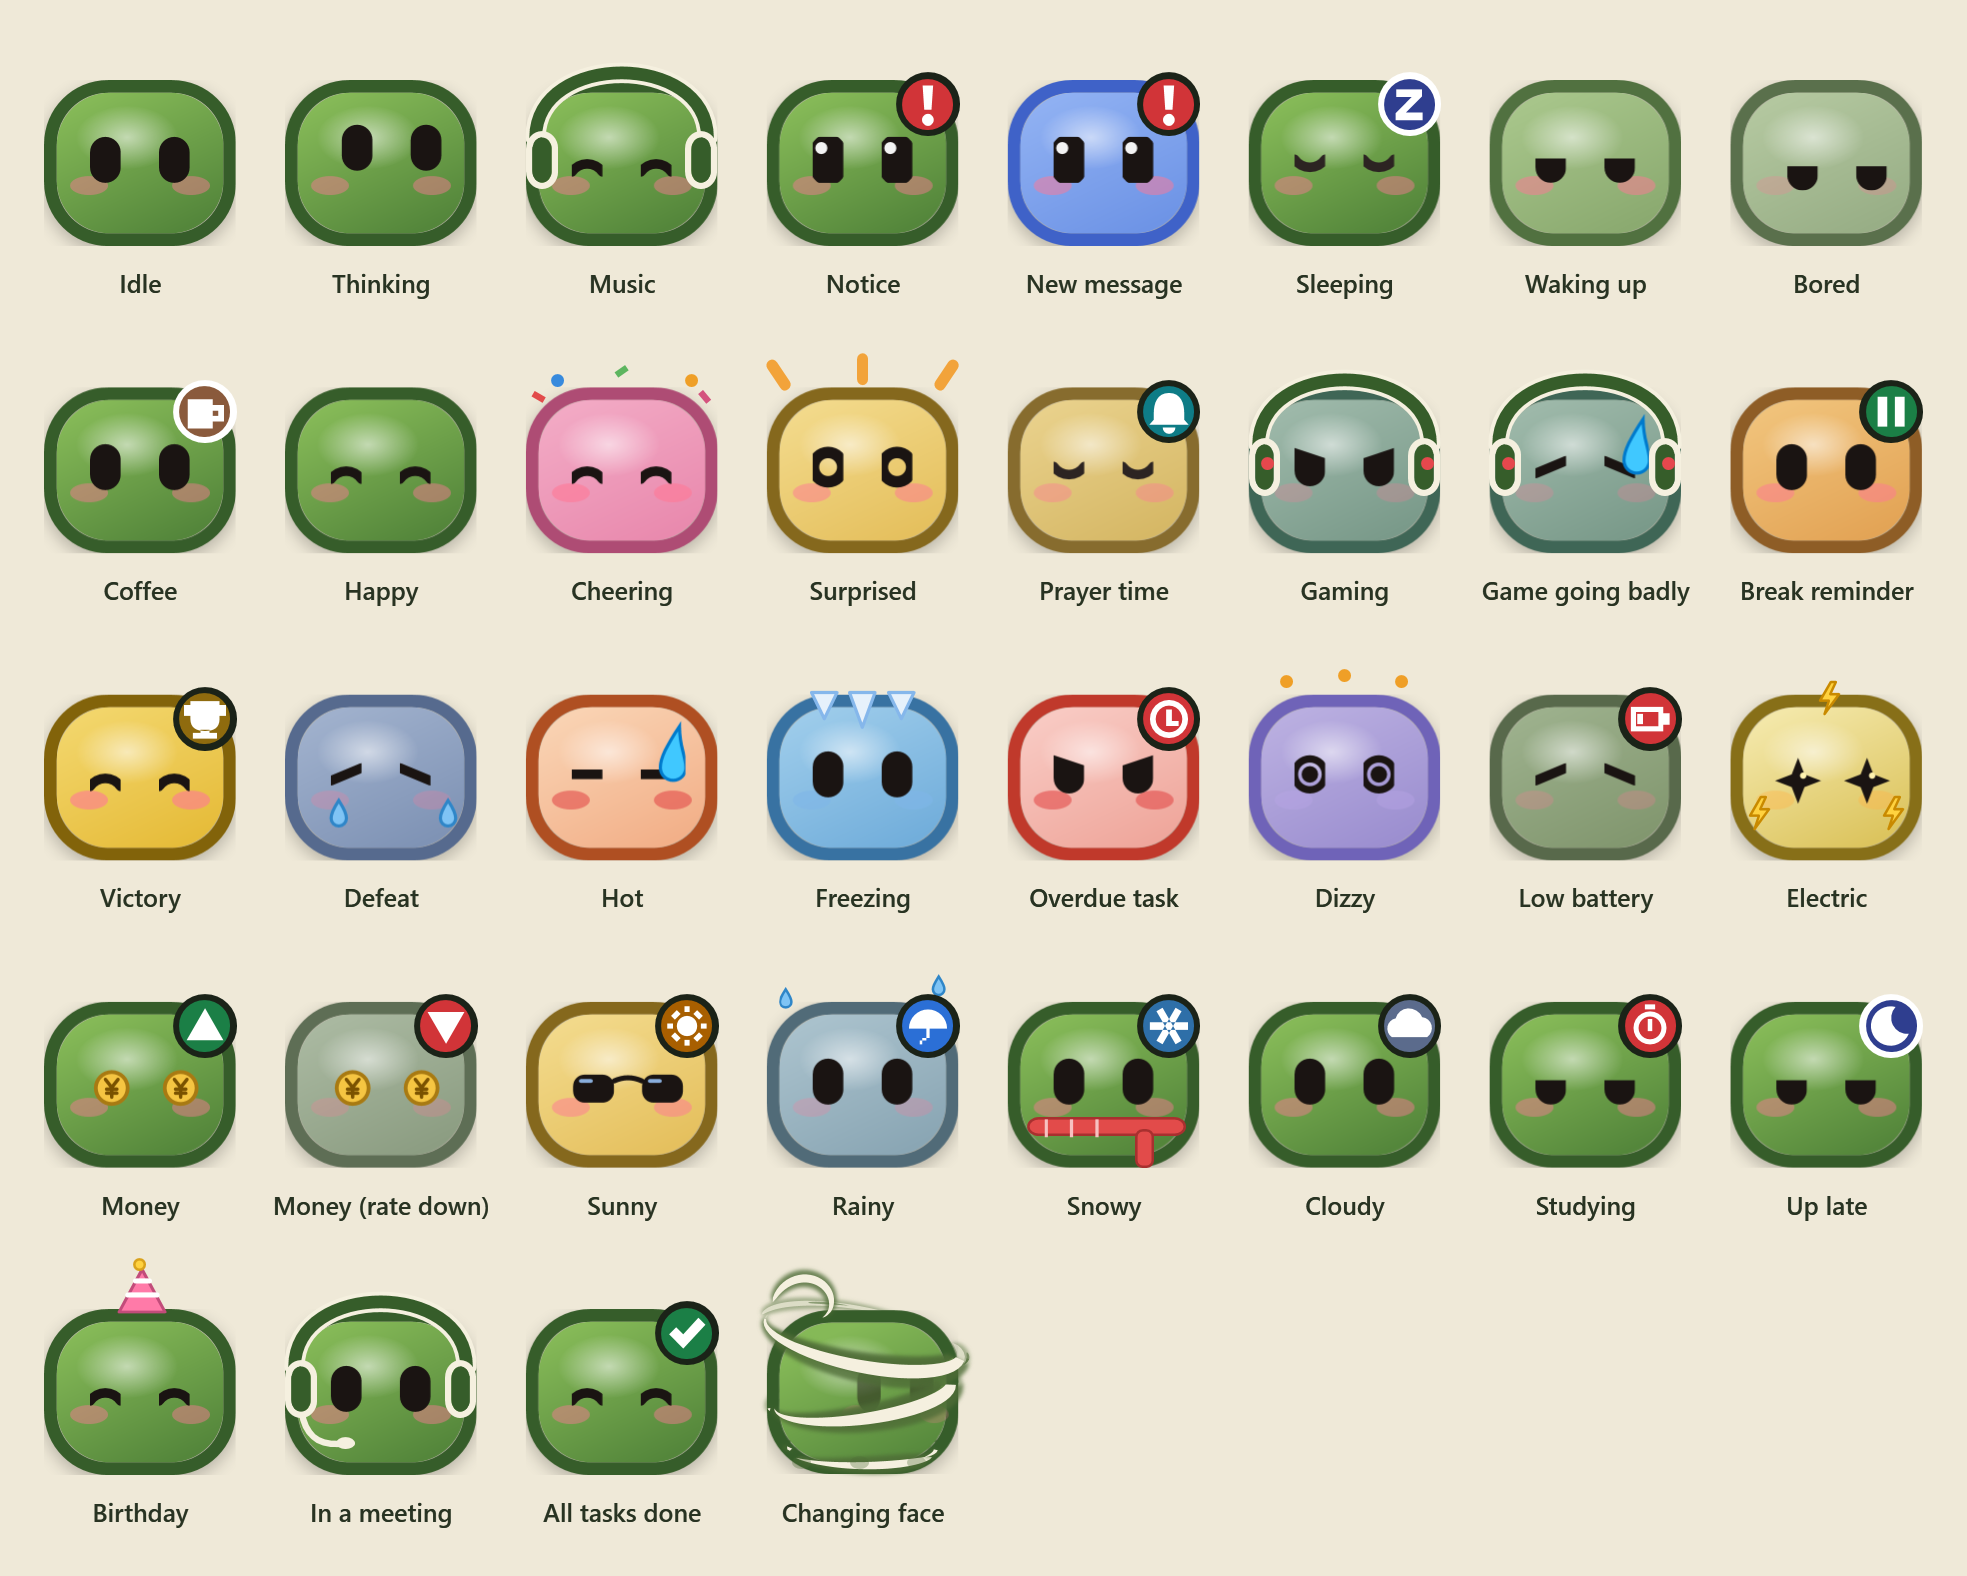 Idle
Thinking
Music
Notice
New message
Sleeping
Waking up
Bored
Coffee
Happy
Cheering
Surprised
Prayer time
Gaming
Game going badly
Break reminder
Victory
Defeat
Hot
Freezing
Overdue task
Dizzy
Low battery
Electric
¥ ¥
¥ ¥
Money
Money (rate down)
Sunny
Rainy
Snowy
Cloudy
Studying
Up late
Birthday
In a meeting
All tasks done
Changing face